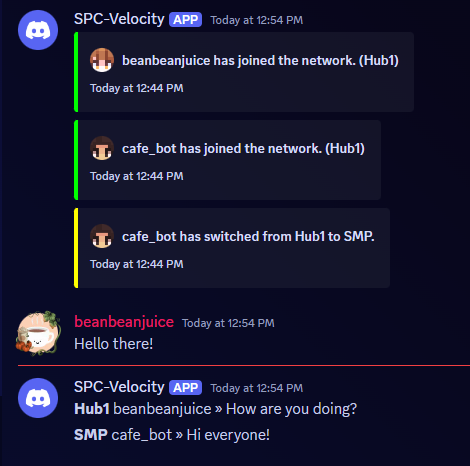 SPC-Velocity APP Today at 12:54 PM
beanbeanjuice has joined the network. (Hub1)
Today at 12:44 PM
cafe_bot has joined the network. (Hub1)
Today at 12:44 PM
cafe_bot has switched from Hub1 to SMP.
Today at 12:44 PM
beanbeanjuice Today at 12:54 PM
Hello there!
SPC-Velocity APP Today at 12:54 PM
Hub1 beanbeanjuice » How are you doing?
SMP cafe_bot » Hi everyone!